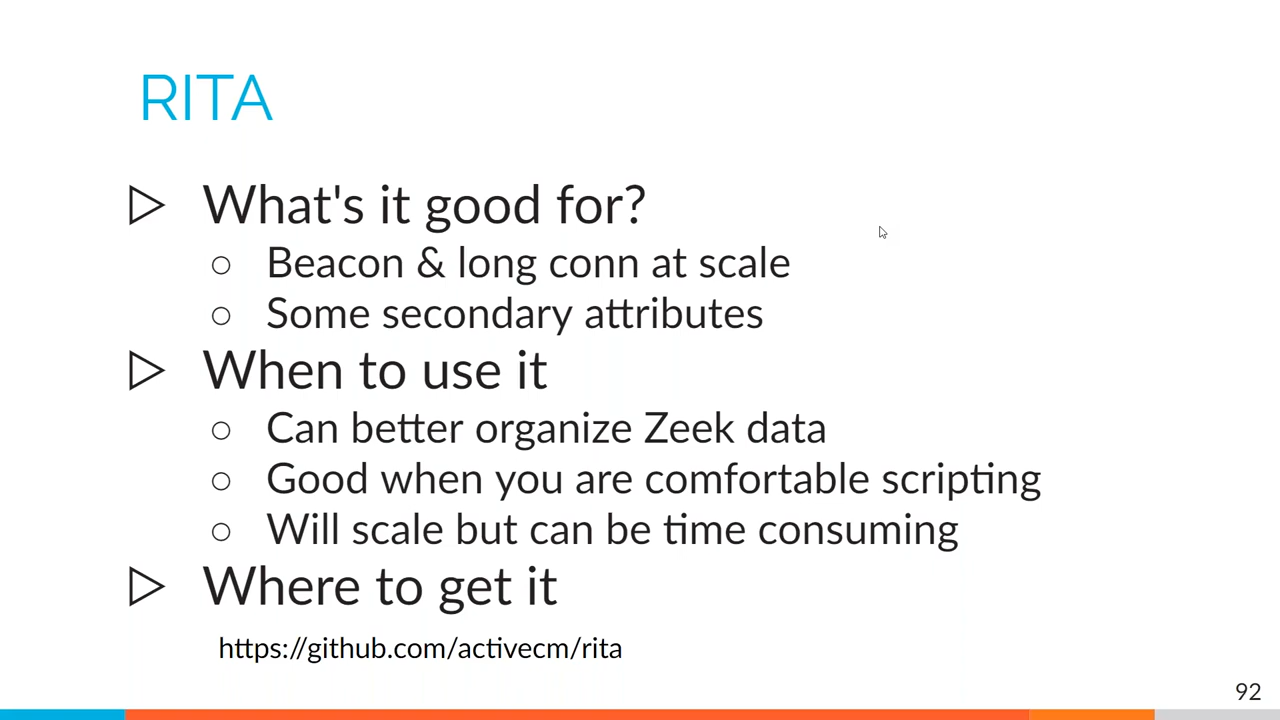 RITA
What's it good for?
Beacon & long conn at scale
Some secondary attributes
When to use it
Can better organize Zeek data
Good when you are comfortable scripting
Will scale but can be time consuming
Where to get it
https://github.com/activecm/rita
92